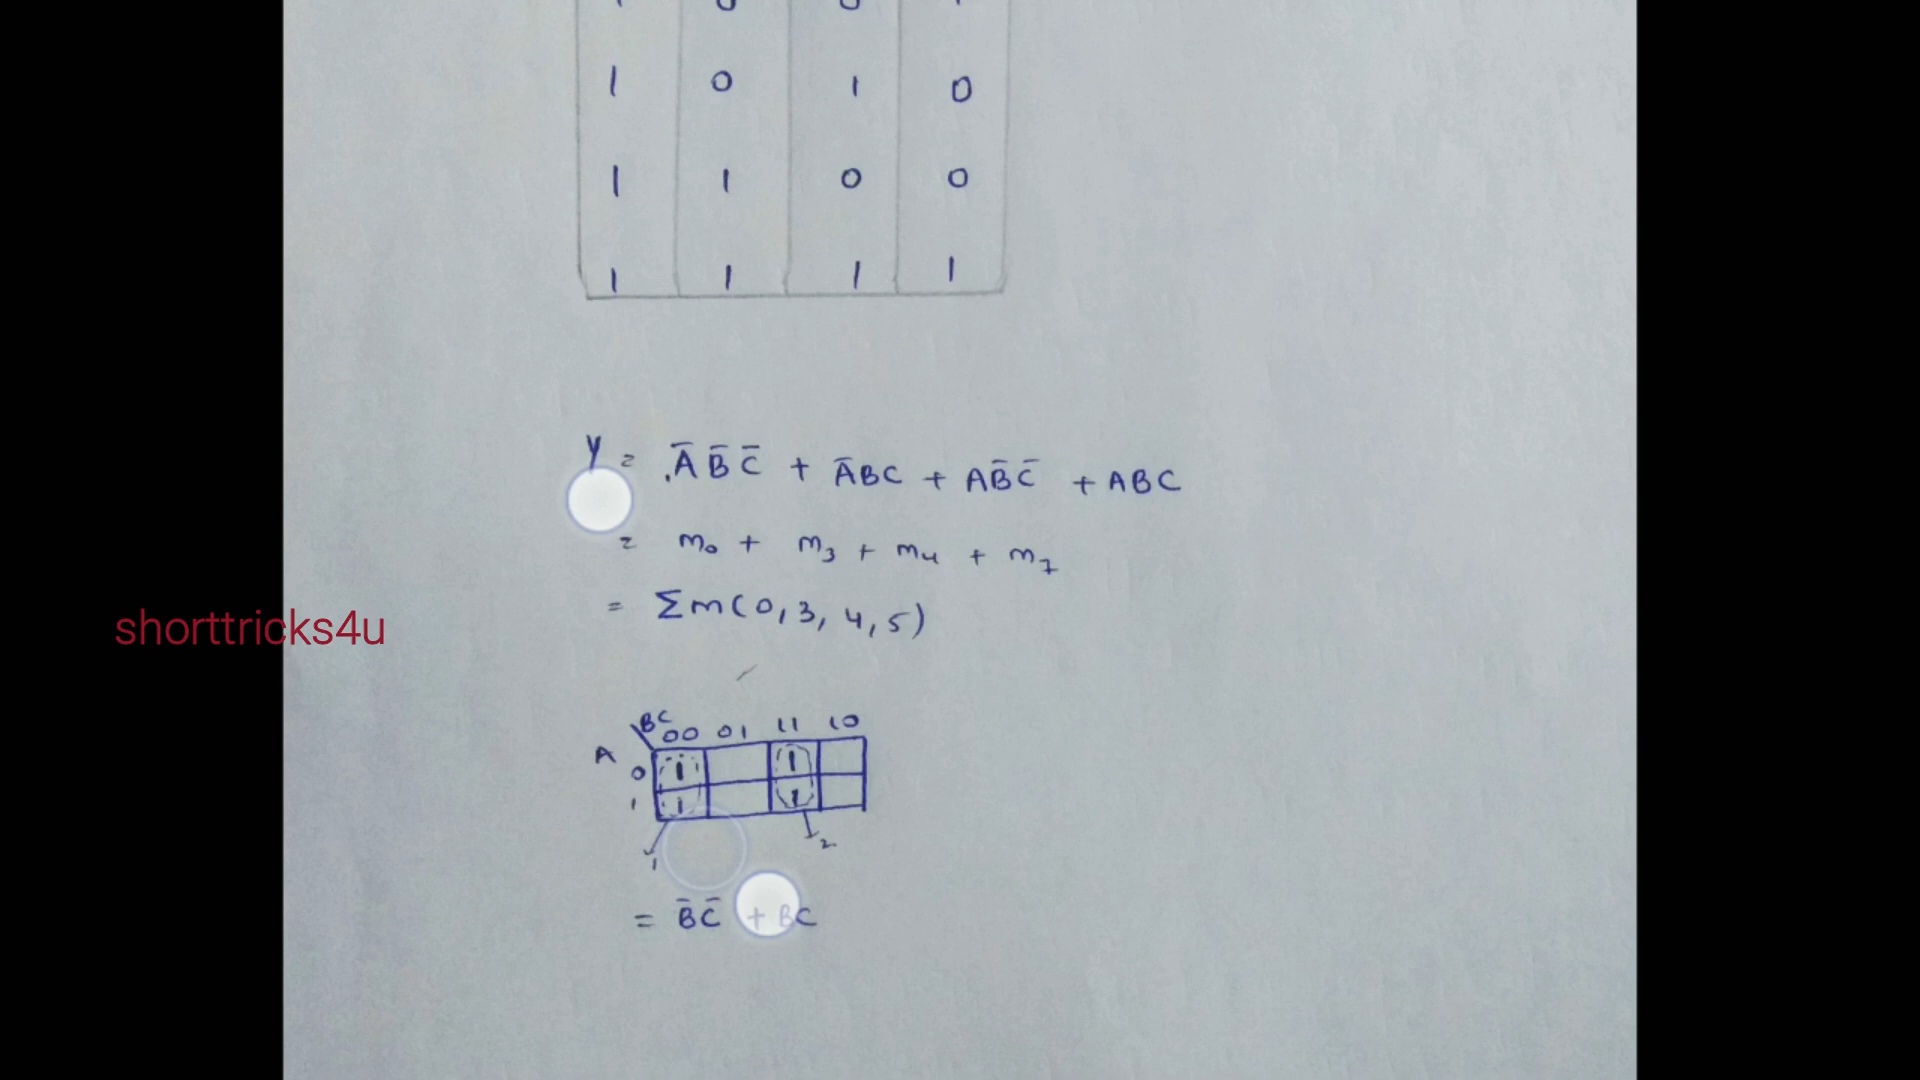 1 0 1 0
1 1 0 0
1 1 1 1
Y = A̅ B̅ C̅ + A̅BC + AB̅C̅ + ABC
= m₀ + m₃ + m₄ + m₇
= Σm(0,3,4,5)
shorttricks4u
BC 00 01 11 10
A
0 1 1
1 1 1
1 2
= B̅C̅ + BC